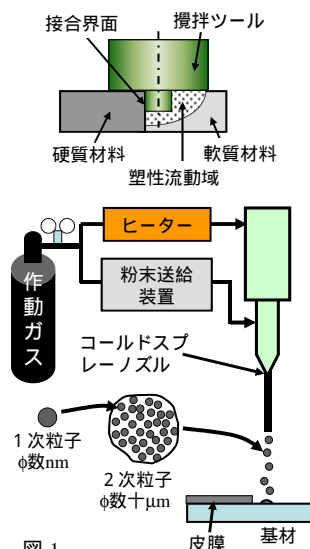 接合界面
攪拌ツール
硬質材料
軟質材料
塑性流動域
ヒーター
作動ガス
粉末送給
装置
コールドスプ
レーノズル
1次粒子
φ数nm
2次粒子
φ数十μm
皮膜
基材
図1